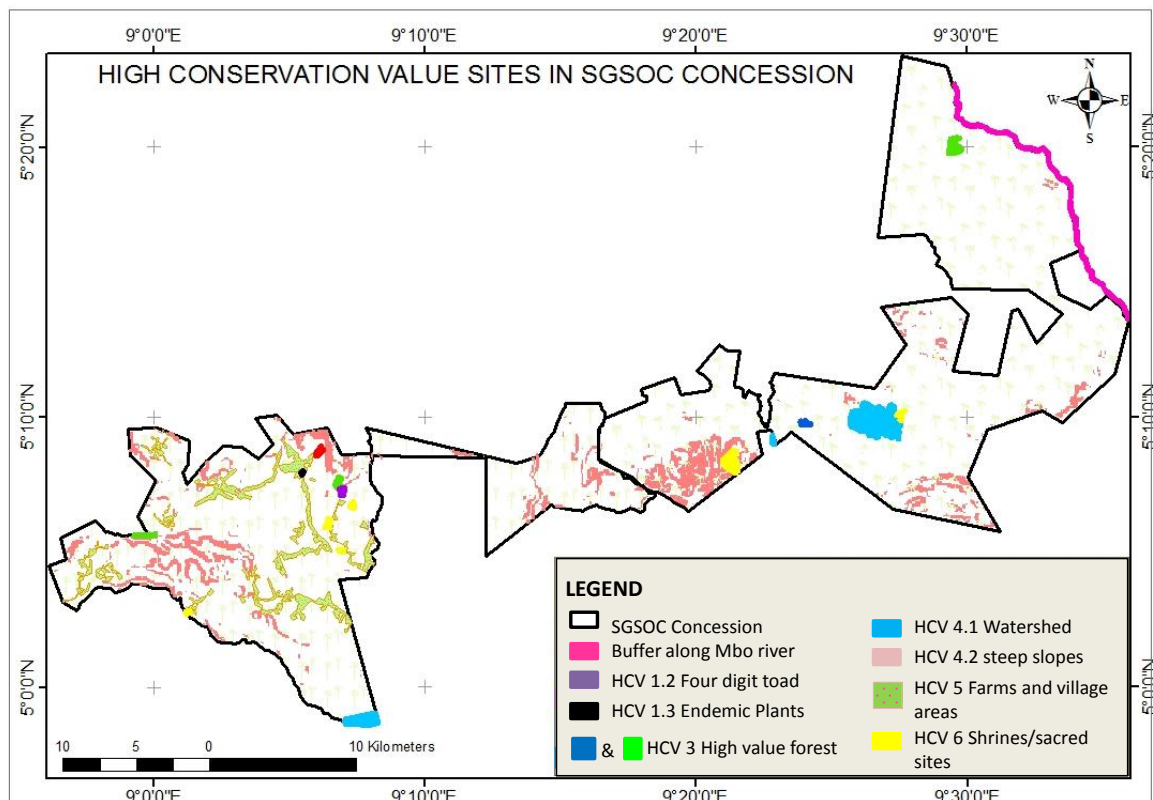 9°0'0"E 9°10'0"E 9°20'0"E 9°30'0"E
HIGH CONSERVATION VALUE SITES IN SGSOC CONCESSION
N
W E
S
5°20'0"N 5°20'0"N
5°10'0"N 5°10'0"N
5°0'0"N 5°0'0"N
LEGEND
SGSOC Concession
Buffer along Mbo river
HCV 1.2 Four digit toad
HCV 1.3 Endemic Plants
& HCV 3 High value forest
HCV 4.1 Watershed
HCV 4.2 steep slopes
HCV 5 Farms and village
areas
HCV 6 Shrines/sacred
sites
10 5 0 10 Kilometers
9°0'0"E 9°10'0"E 9°20'0"E 9°30'0"E